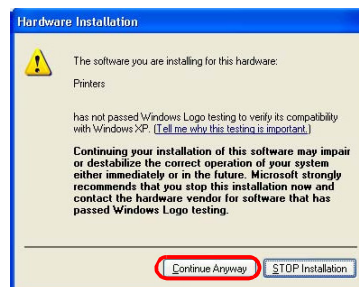 Hardware Installation
The software you are installing for this hardware:
Printers
has not passed Windows Logo testing to verify its compatibility
with Windows XP. (Tell me why this testing is important.)
Continuing your installation of this software may impair
or destabilize the correct operation of your system
either immediately or in the future. Microsoft strongly
recommends that you stop this installation now and
contact the hardware vendor for software that has
passed Windows Logo testing.
Continue Anyway STOP Installation